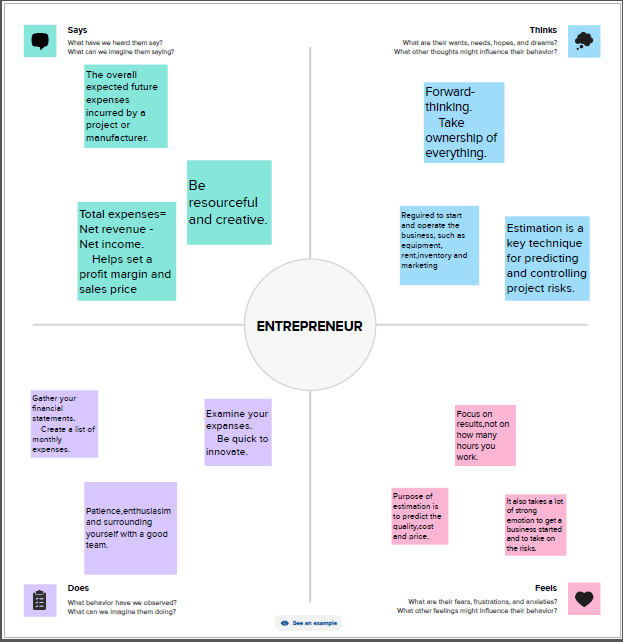 Says
What have we heard them say?
What can we imagine them saying?
The overall
expected future
expenses
incurred by a
project or
manufacturer.
Be
resourceful
and creative.
Total expenses=
Net revenue -
Net income.
Helps set a
profit margin and
sales price
Thinks
What are their wants, needs, hopes, and dreams?
What other thoughts might influence their behavior?
Forward-
thinking.
Take
ownership of
everything.
Reguired to start
and operate the
business, such as
equipment,
rent,inventory and
marketing
Estimation is a
key technique
for predicting
and controlling
project risks.
ENTREPRENEUR
Gather your
financial
statements.
Create a list of
monthly
expenses.
Examine your
expanses.
Be quick to
innovate.
Patience,enthusiasim
and surrounding
yourself with a good
team.
Does
What behavior have we observed?
What can we imagine them doing?
Focus on
results,not on
how many
hours you
work.
Purpose of
estimation is
to predict the
quality,cost
and price.
It also takes a lot
of strong
emotion to get a
business started
and to take on
the risks.
Feels
What are their fears, frustrations, and anxieties?
What other feelings might influence their behavior?
See an example